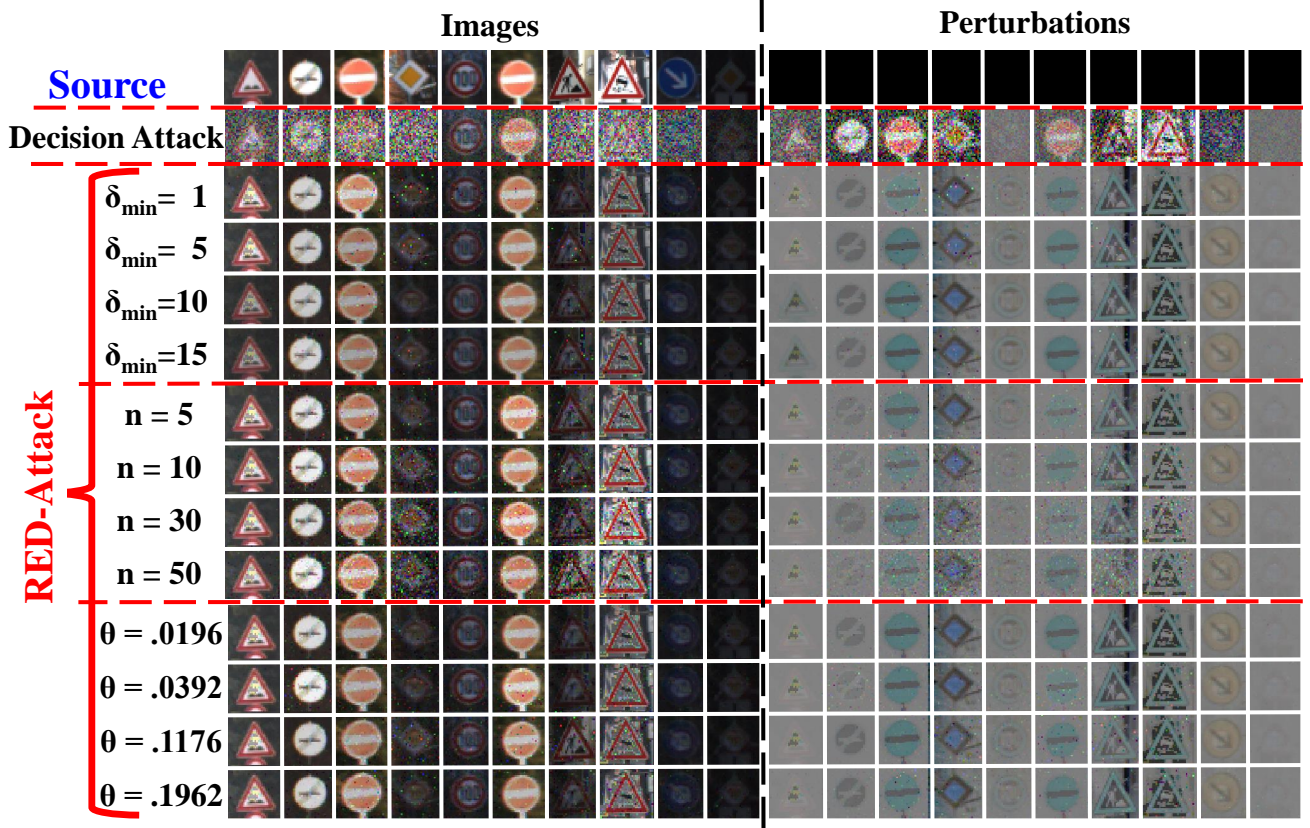 Images
Perturbations
Source
Decision Attack
RED-Attack
δmin= 1
δmin= 5
δmin=10
δmin=15
n = 5
n = 10
n = 30
n = 50
θ = .0196
θ = .0392
θ = .1176
θ = .1962